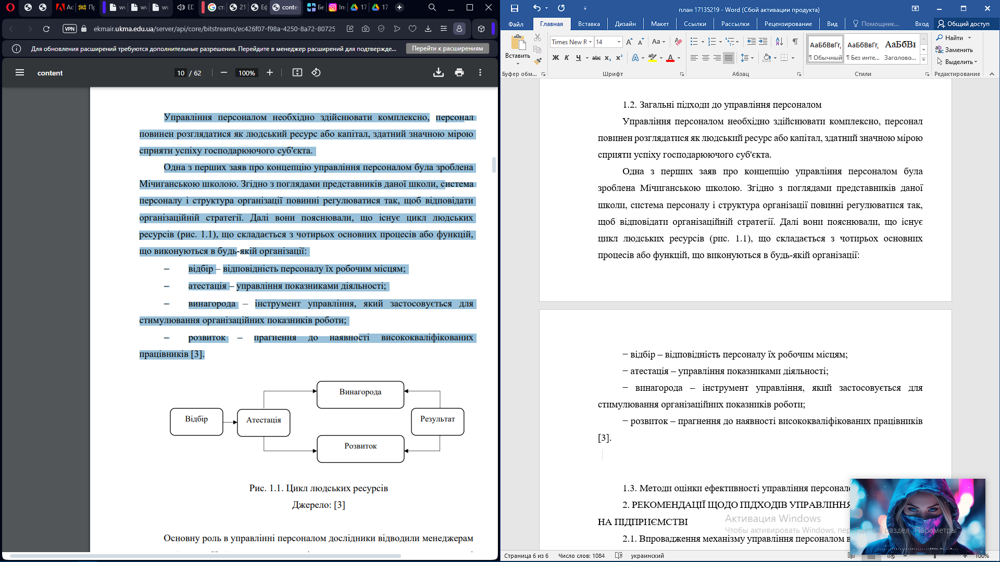 Ad
Пр
wv
wv
wv
ED
ст
21
Еф
conte
Бе
Ins
17
17
VPN
ekmair.ukma.edu.ua/server/api/core/bitstreams/ec426f07-f98a-4250-8a72-80725
Для обновления расширений требуются дополнительные разрешения. Перейдите в менеджер расширений для подтвержде...
Перейти к расширениям
content
10 / 62
100%
Управління персоналом необхідно здійснювати комплексно, персонал
повинен розглядатися як людський ресурс або капітал, здатний значною мірою
сприяти успіху господарюючого суб'єкта.
Одна з перших заяв про концепцію управління персоналом була зроблена
Мічиганською школою. Згідно з поглядами представників даної школи, система
персоналу і структура організації повинні регулюватися так, щоб відповідати
організаційній стратегії. Далі вони пояснювали, що існує цикл людських
ресурсів (рис. 1.1), що складається з чотирьох основних процесів або функцій,
що виконуються в будь-якій організації:
– відбір – відповідність персоналу їх робочим місцям;
– атестація – управління показниками діяльності;
– винагорода – інструмент управління, який застосовується для
стимулювання організаційних показників роботи;
– розвиток – прагнення до наявності висококваліфікованих
працівників [3].
Винагорода
Відбір
Атестація
Результат
Розвиток
Рис. 1.1. Цикл людських ресурсів
Джерело: [3]
Основну роль в управлінні персоналом дослідники відводили менеджерам
план 17135219 - Word (Сбой активации продукта)
Файл
Главная
Вставка
Дизайн
Макет
Ссылки
Рассылки
Рецензирование
Вид
Помощник...
Вход
Общий доступ
Вставить
Times New R
14
Aa
Ж К Ч abc x₂ x²
АаБбВвГг,
АаБбВвГг,
АаБбВı
¶ Обычный
¶ Без инте...
Заголово...
Найти
Заменить
Выделить
Буфер обм...
Шрифт
Абзац
Стили
Редактирование
1.2. Загальні підходи до управління персоналом
Управління персоналом необхідно здійснювати комплексно, персонал
повинен розглядатися як людський ресурс або капітал, здатний значною мірою
сприяти успіху господарюючого суб'єкта.
Одна з перших заяв про концепцію управління персоналом була
зроблена Мічиганською школою. Згідно з поглядами представників даної
школи, система персоналу і структура організації повинні регулюватися так,
щоб відповідати організаційній стратегії. Далі вони пояснювали, що існує
цикл людських ресурсів (рис. 1.1), що складається з чотирьох основних
процесів або функцій, що виконуються в будь-якій організації:
− відбір – відповідність персоналу їх робочим місцям;
− атестація – управління показниками діяльності;
− винагорода – інструмент управління, який застосовується для
стимулювання організаційних показників роботи;
− розвиток – прагнення до наявності висококваліфікованих працівників
[3].
1.3. Методи оцінки ефективності управління персонало
2. РЕКОМЕНДАЦІЇ ЩОДО ПІДХОДІВ УПРАВЛІННЯ
НА ПІДПРИЄМСТВІ
2.1. Впровадження механізму управління персоналом в
Активация Windows
Чтобы активировать Windows, перейдите в раздел "Параметры".
Страница 6 из 6
Число слов: 1084
украинский
100%